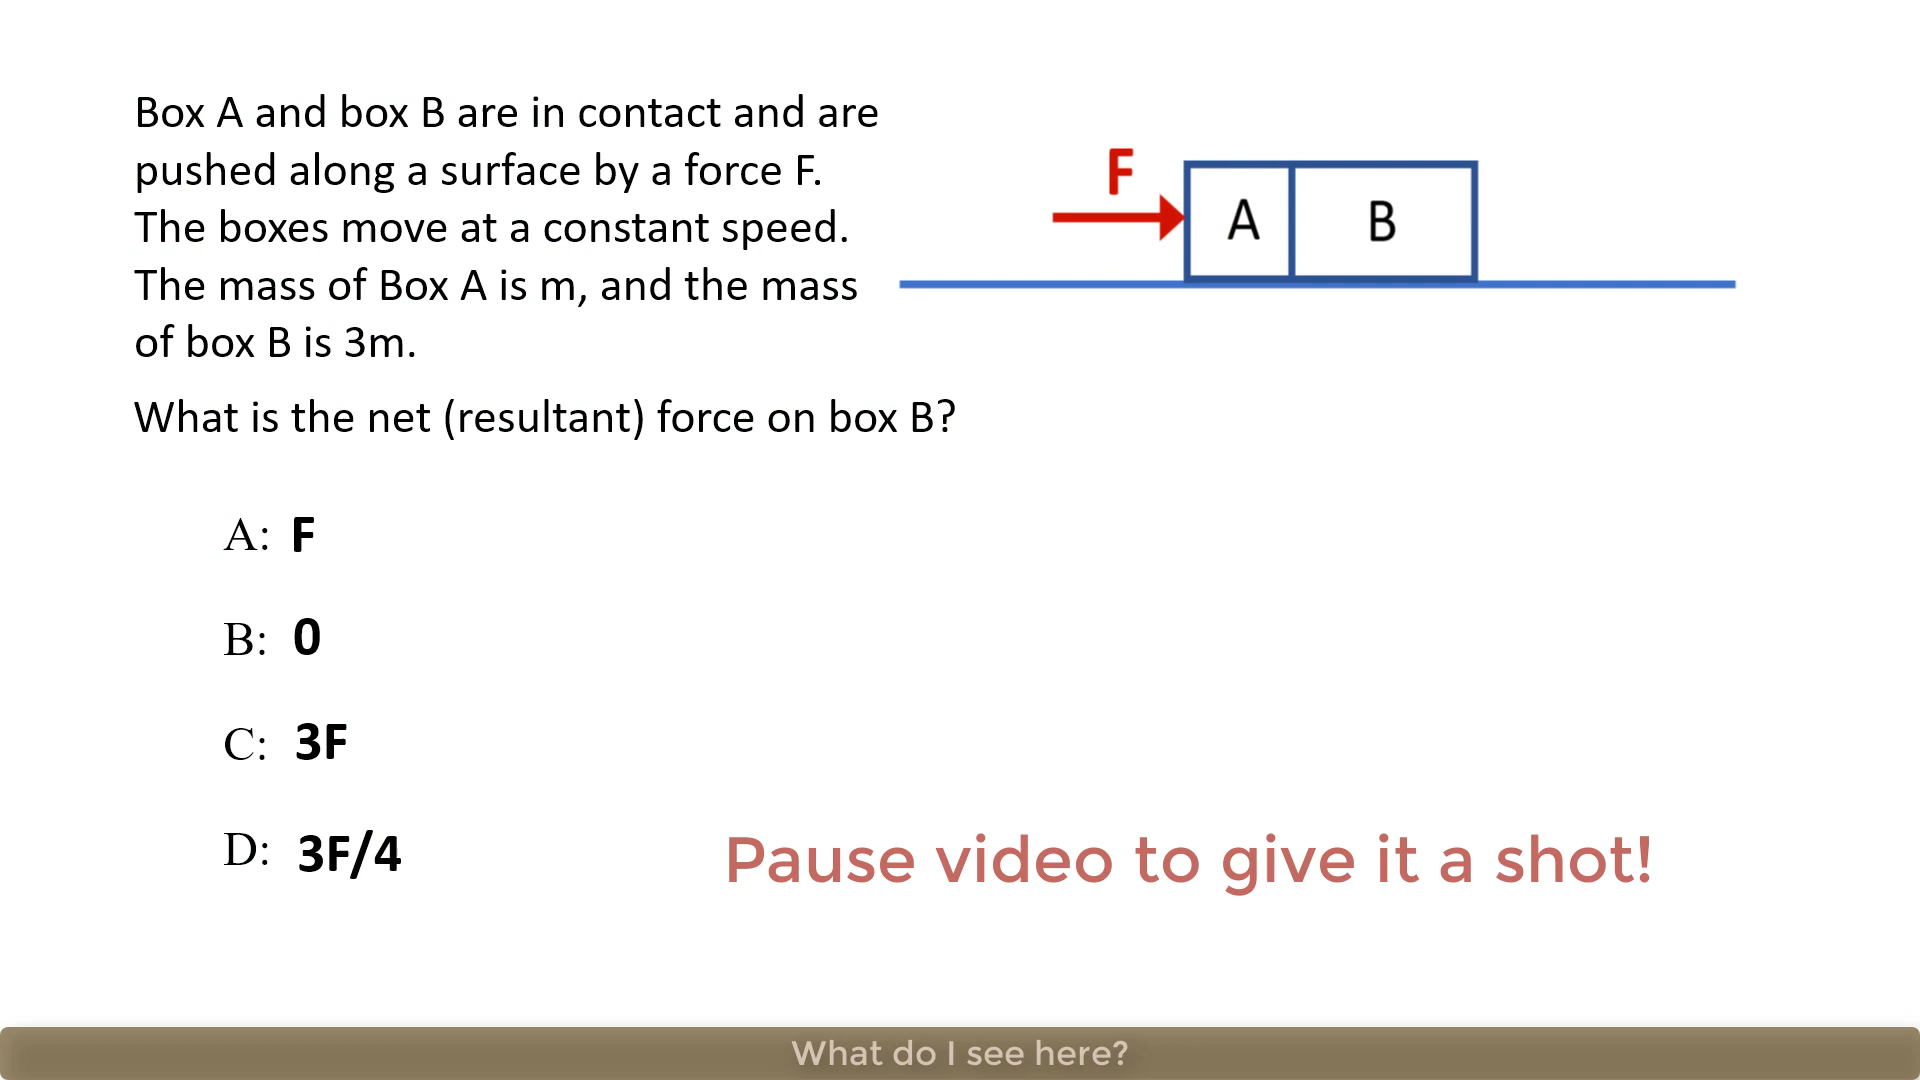 Box A and box B are in contact and are
pushed along a surface by a force F.
The boxes move at a constant speed.
The mass of Box A is m, and the mass
of box B is 3m.
What is the net (resultant) force on box B?
F
A
B
A: F
B: 0
C: 3F
D: 3F/4
Pause video to give it a shot!
What do I see here?